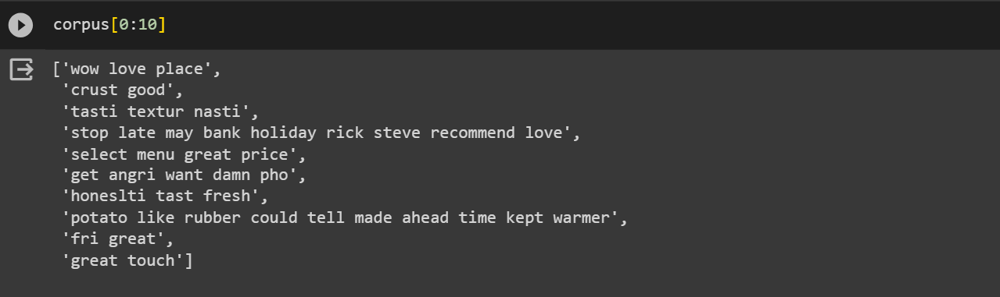 corpus[0:10]
['wow love place',
'crust good',
'tasti textur nasti',
'stop late may bank holiday rick steve recommend love',
'select menu great price',
'get angri want damn pho',
'honeslti tast fresh',
'potato like rubber could tell made ahead time kept warmer',
'fri great',
'great touch']